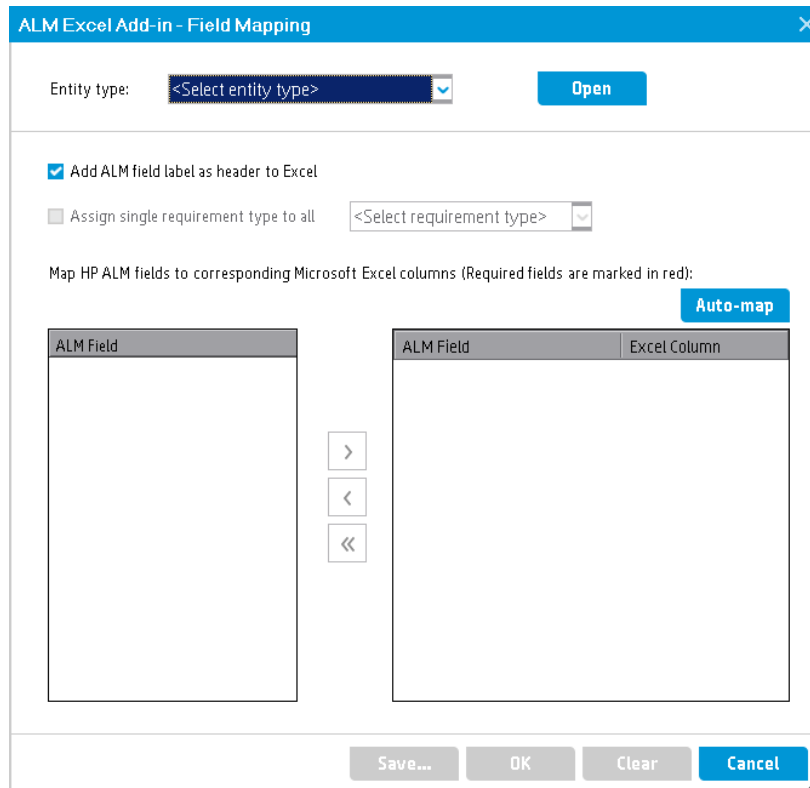 ALM Excel Add-in - Field Mapping
Entity type: <Select entity type> Open
Add ALM field label as header to Excel
Assign single requirement type to all <Select requirement type>
Map HP ALM fields to corresponding Microsoft Excel columns (Required fields are marked in red):
Auto-map
ALM Field ALM Field Excel Column
Save... OK Clear Cancel